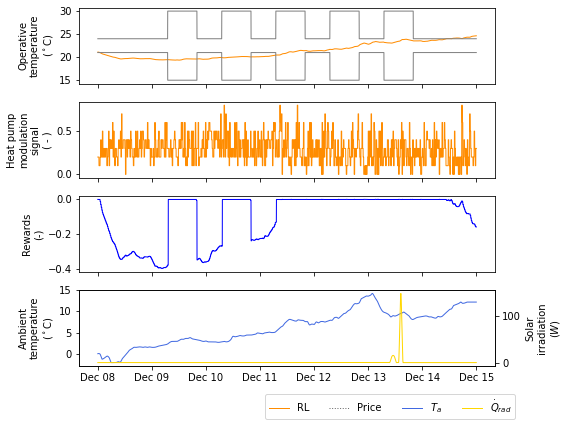 Operative
temperature
(°C)
30
25
20
15
Heat pump
modulation
signal
( - )
0.5
0.0
Rewards
(-)
0.0
−0.2
−0.4
Ambient
temperature
(°C)
15
10
5
0
100
0
Solar
irradiation
(W)
Dec 08 Dec 09 Dec 10 Dec 11 Dec 12 Dec 13 Dec 14 Dec 15
RL Price Tₐ Q̇rad